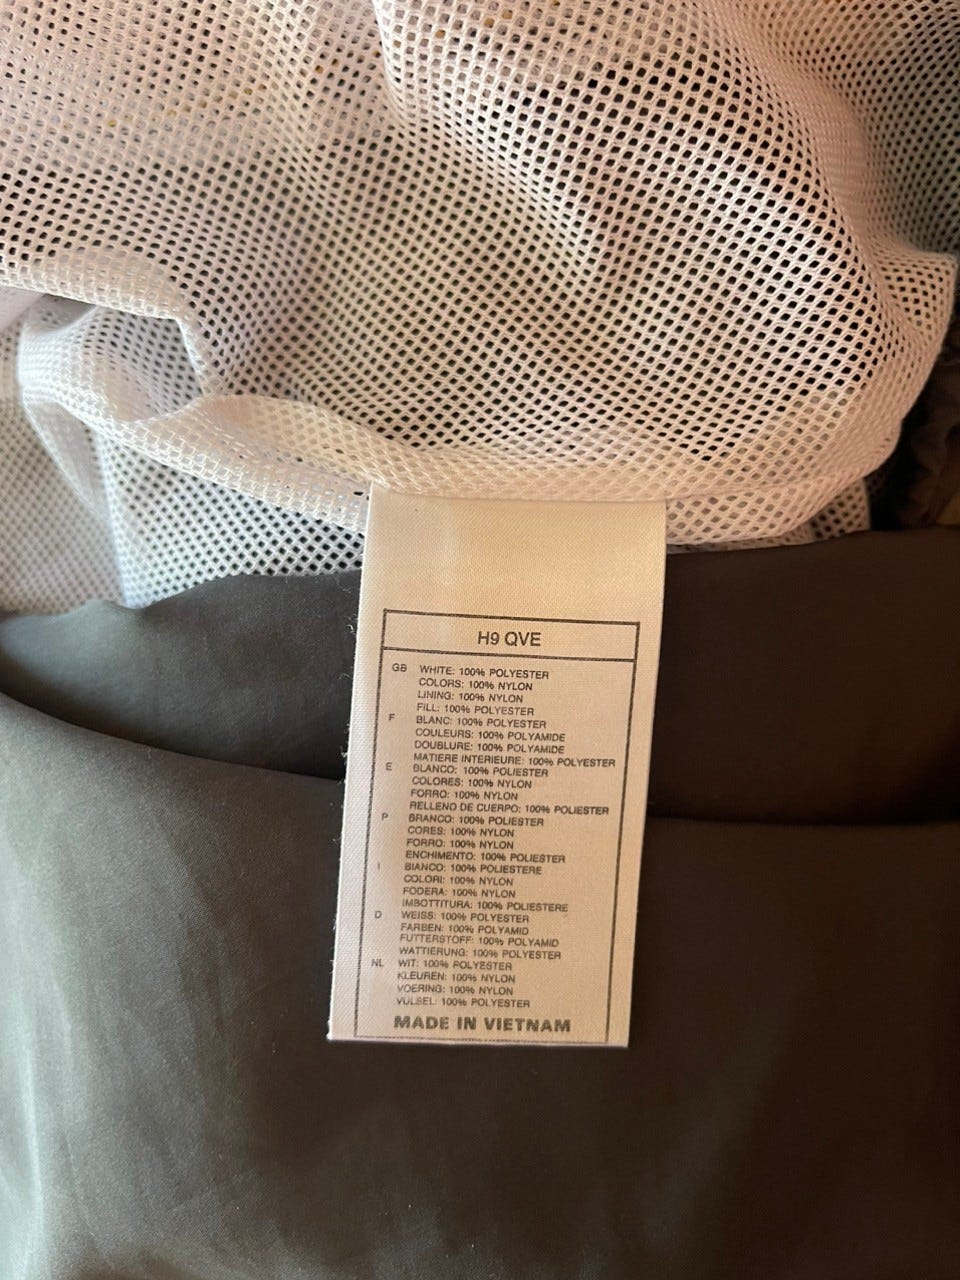 H9 QVE
GB WHITE: 100% POLYESTER
COLORS: 100% NYLON
LINING: 100% NYLON
FILL: 100% POLYESTER
F BLANC: 100% POLYESTER
COULEURS: 100% POLYAMIDE
DOUBLURE: 100% POLYAMIDE
MATIERE INTERIEURE: 100% POLYESTER
E BLANCO: 100% POLIESTER
COLORES: 100% NYLON
FORRO: 100% NYLON
RELLENO DE CUERPO: 100% POLIESTER
P BRANCO: 100% POLYESTER
CORES: 100% NYLON
FORRO: 100% NYLON
ENCHIMENTO: 100% POLIESTER
I BIANCO: 100% POLIESTERE
COLORI: 100% NYLON
FODERA: 100% NYLON
IMBOTTITURA: 100% POLIESTERE
D WEISS: 100% POLYESTER
FARBEN: 100% POLYAMID
FUTTERSTOFF: 100% POLYAMID
WATTIERUNG: 100% POLYESTER
NL WIT: 100% POLYESTER
KLEUREN: 100% NYLON
VOERING: 100% NYLON
VULSEL: 100% POLYESTER
MADE IN VIETNAM